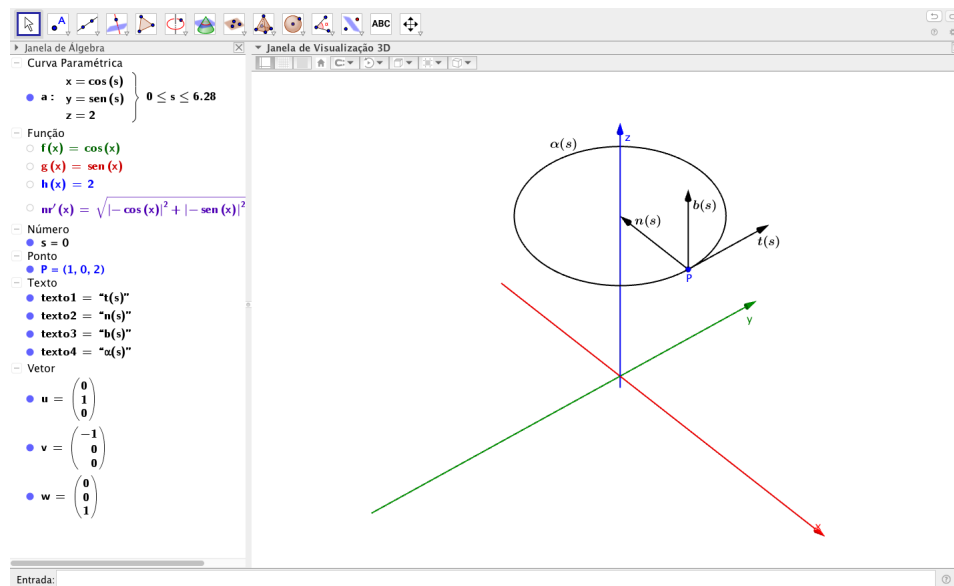 ABC
Janela de Álgebra
Curva Paramétrica
a : x = cos (s)
y = sen (s)
z = 2
0 ≤ s ≤ 6.28
Função
f (x) = cos (x)
g (x) = sen (x)
h (x) = 2
nr′(x) = √|− cos (x)|² + |− sen (x)|²
Número
s = 0
Ponto
P = (1, 0, 2)
Texto
texto1 = “t(s)”
texto2 = “n(s)”
texto3 = “b(s)”
texto4 = “α(s)”
Vetor
u = (0 1 0)
v = (−1 0 0)
w = (0 0 1)
Janela de Visualização 3D
z
α(s)
b(s)
n(s)
t(s)
P
y
x
Entrada: